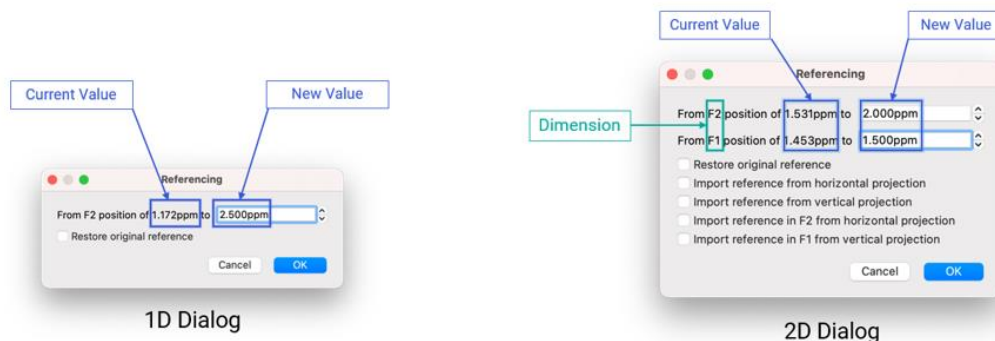 Current Value
New Value
Referencing
From F2 position of 1.172ppm to 2.500ppm
Restore original reference
Cancel
OK
1D Dialog
Current Value
New Value
Referencing
Dimension
From F2 position of 1.531ppm to 2.000ppm
From F1 position of 1.453ppm to 1.500ppm
Restore original reference
Import reference from horizontal projection
Import reference from vertical projection
Import reference in F2 from horizontal projection
Import reference in F1 from vertical projection
Cancel
OK
2D Dialog